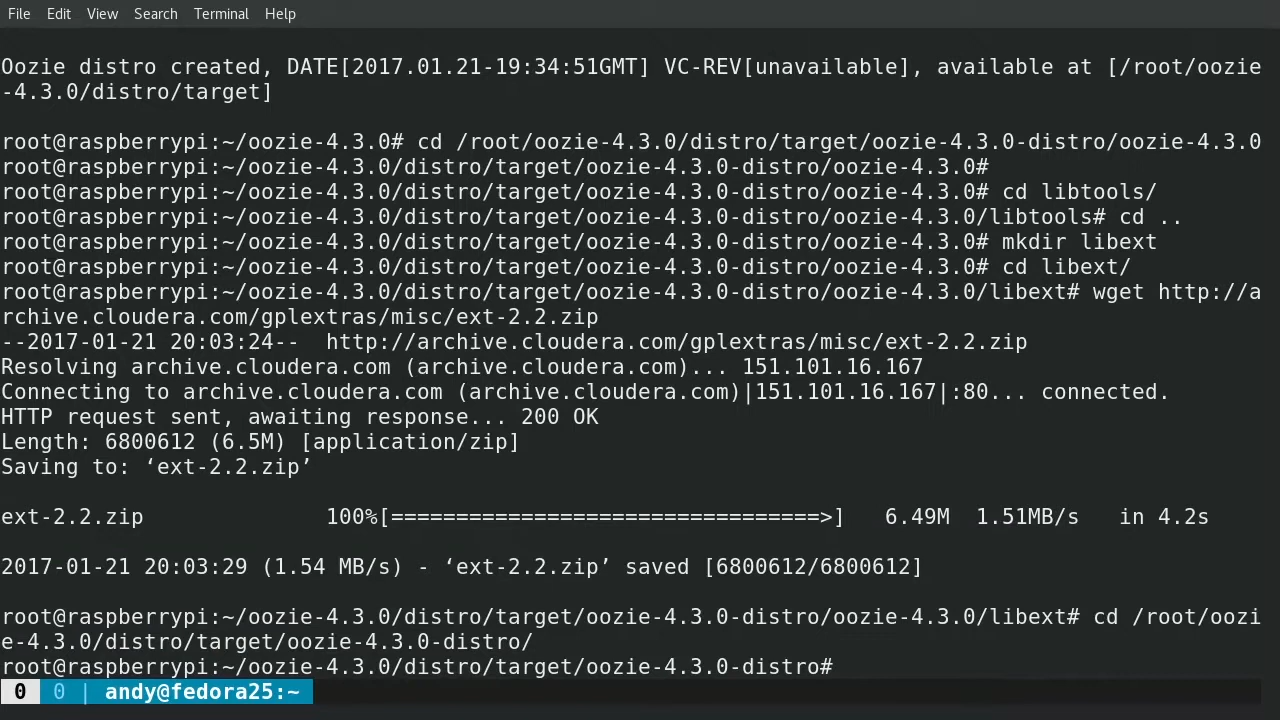 File Edit View Search Terminal Help
Oozie distro created, DATE[2017.01.21-19:34:51GMT] VC-REV[unavailable], available at [/root/oozie
-4.3.0/distro/target]
root@raspberrypi:~/oozie-4.3.0# cd /root/oozie-4.3.0/distro/target/oozie-4.3.0-distro/oozie-4.3.0
root@raspberrypi:~/oozie-4.3.0/distro/target/oozie-4.3.0-distro/oozie-4.3.0#
root@raspberrypi:~/oozie-4.3.0/distro/target/oozie-4.3.0-distro/oozie-4.3.0# cd libtools/
root@raspberrypi:~/oozie-4.3.0/distro/target/oozie-4.3.0-distro/oozie-4.3.0/libtools# cd ..
root@raspberrypi:~/oozie-4.3.0/distro/target/oozie-4.3.0-distro/oozie-4.3.0# mkdir libext
root@raspberrypi:~/oozie-4.3.0/distro/target/oozie-4.3.0-distro/oozie-4.3.0# cd libext/
root@raspberrypi:~/oozie-4.3.0/distro/target/oozie-4.3.0-distro/oozie-4.3.0/libext# wget http://a
rchive.cloudera.com/gplextras/misc/ext-2.2.zip
--2017-01-21 20:03:24--  http://archive.cloudera.com/gplextras/misc/ext-2.2.zip
Resolving archive.cloudera.com (archive.cloudera.com)... 151.101.16.167
Connecting to archive.cloudera.com (archive.cloudera.com)|151.101.16.167|:80... connected.
HTTP request sent, awaiting response... 200 OK
Length: 6800612 (6.5M) [application/zip]
Saving to: ‘ext-2.2.zip’
ext-2.2.zip              100%[=================================>]   6.49M  1.51MB/s   in 4.2s
2017-01-21 20:03:29 (1.54 MB/s) - ‘ext-2.2.zip’ saved [6800612/6800612]
root@raspberrypi:~/oozie-4.3.0/distro/target/oozie-4.3.0-distro/oozie-4.3.0/libext# cd /root/oozi
e-4.3.0/distro/target/oozie-4.3.0-distro/
root@raspberrypi:~/oozie-4.3.0/distro/target/oozie-4.3.0-distro#
0 0 | andy@fedora25:~